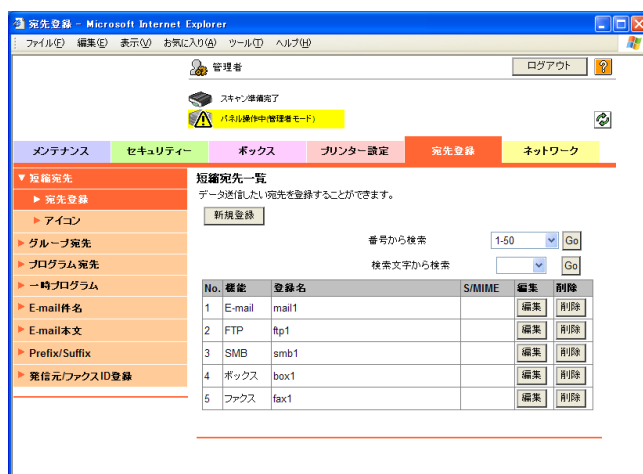 宛先登録 - Microsoft Internet Explorer
ファイル(F) 編集(E) 表示(V) お気に入り(A) ツール(T) ヘルプ(H)
管理者 ログアウト ?
スキャン準備完了
パネル操作中(管理者モード)
メンテナンス セキュリティー ボックス プリンター設定 宛先登録 ネットワーク
短縮宛先
宛先登録
アイコン
グループ宛先
プログラム宛先
一時プログラム
E-mail件名
E-mail本文
Prefix/Suffix
発信元/ファクスID登録
短縮宛先一覧
データ送信したい宛先を登録することができます。
新規登録
番号から検索 1-50 Go
検索文字から検索 Go
No. 機能 登録名 S/MIME 編集 削除
1 E-mail mail1 編集 削除
2 FTP ftp1 編集 削除
3 SMB smb1 編集 削除
4 ボックス box1 編集 削除
5 ファクス fax1 編集 削除